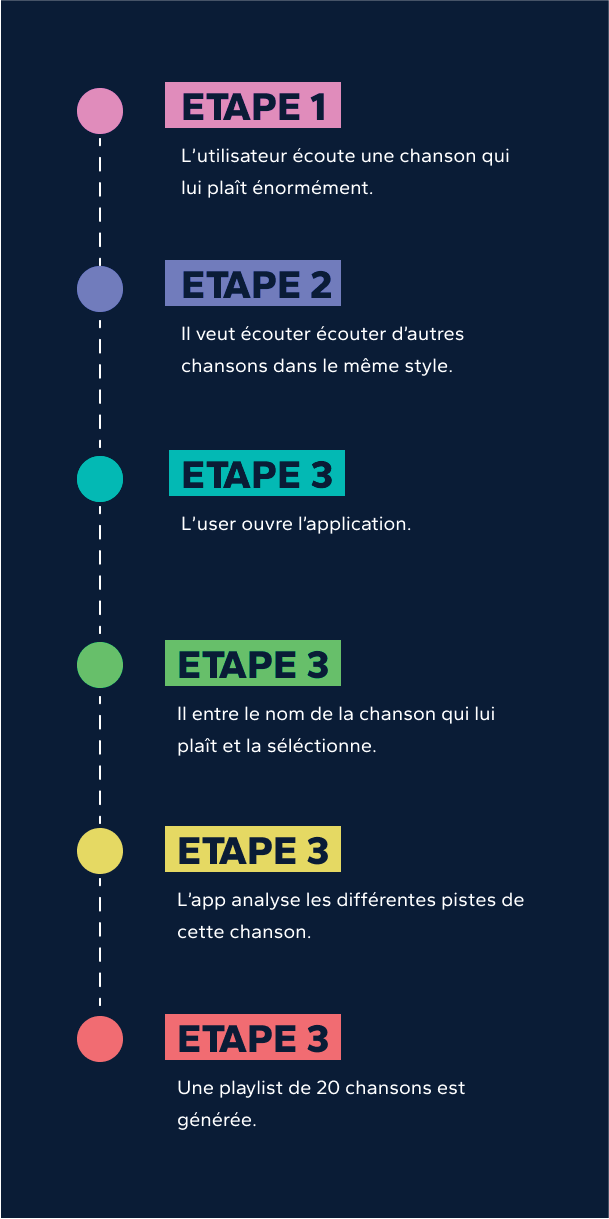 ETAPE 1
L’utilisateur écoute une chanson qui
lui plaît énormément.
ETAPE 2
Il veut écouter écouter d’autres
chansons dans le même style.
ETAPE 3
L’user ouvre l’application.
ETAPE 3
Il entre le nom de la chanson qui lui
plaît et la séléctionne.
ETAPE 3
L’app analyse les différentes pistes de
cette chanson.
ETAPE 3
Une playlist de 20 chansons est
générée.